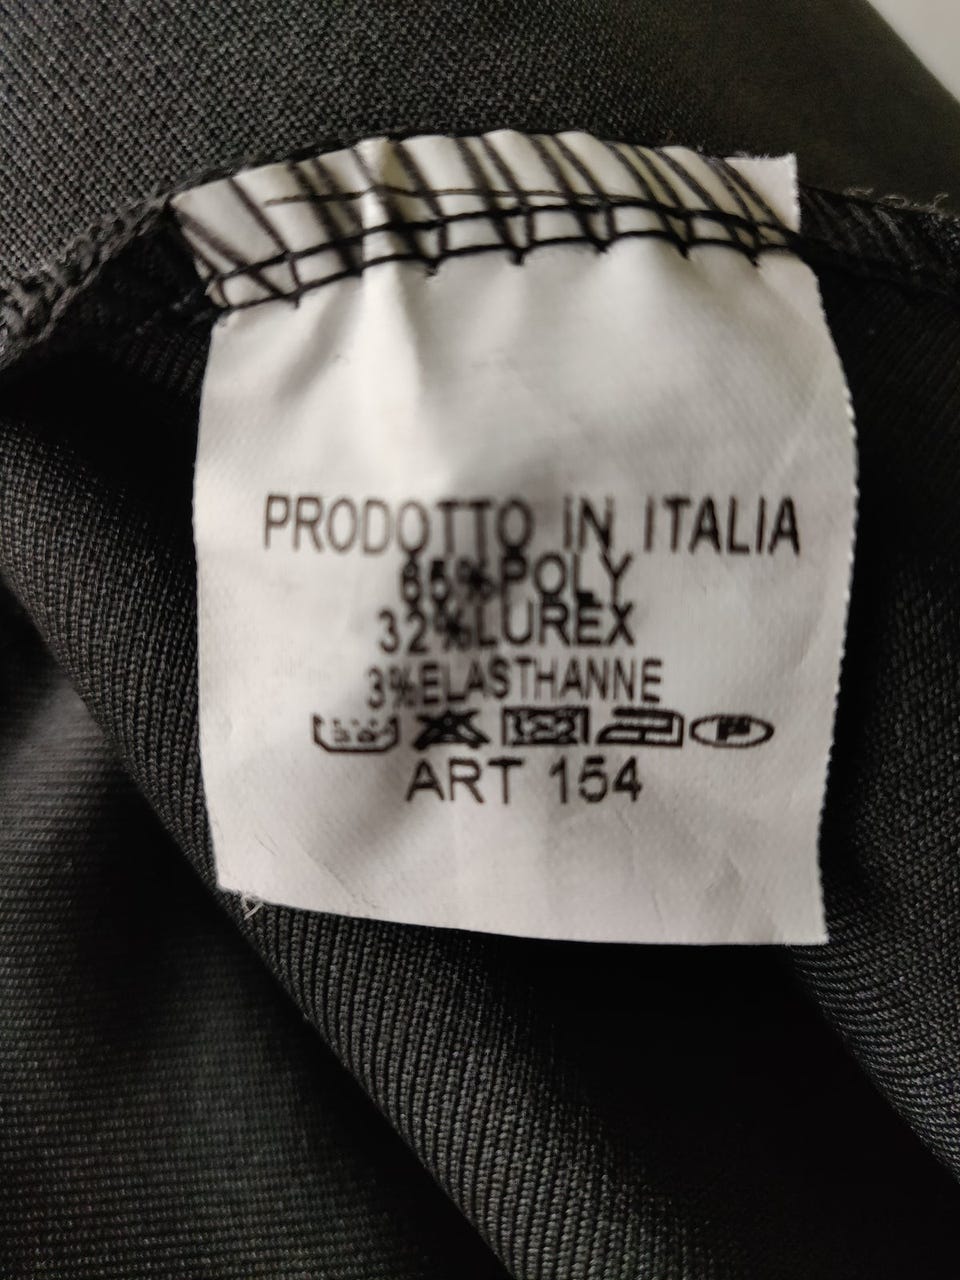 PRODOTTO IN ITALIA
65%POLY
32%LUREX
3%ELASTHANNE
P
ART 154